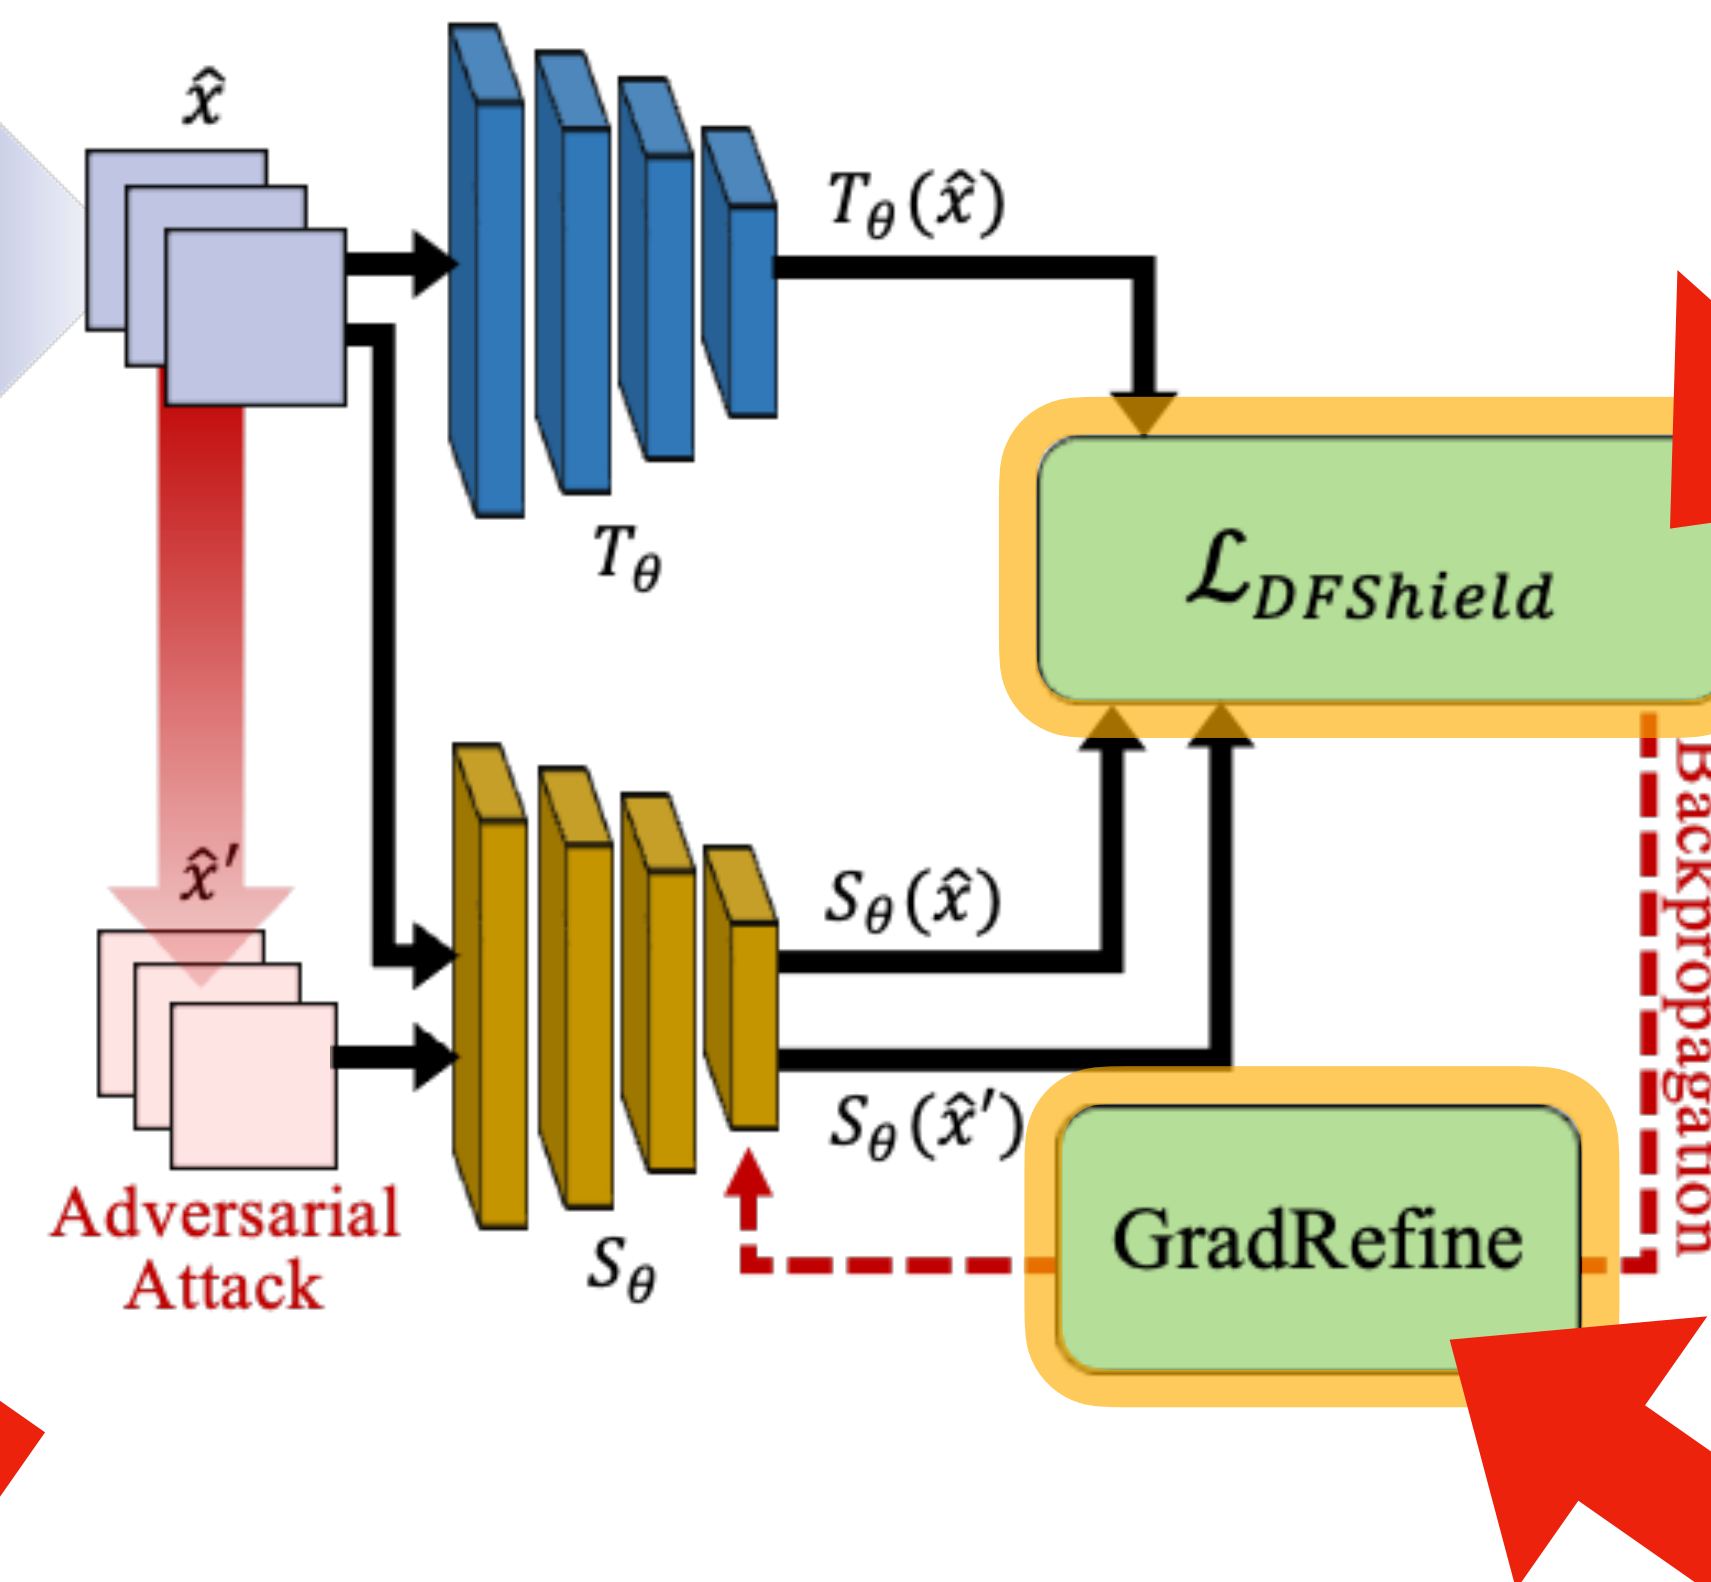 x̂
T_θ(x̂)
T_θ
ℒ_DFShield
x̂′
S_θ(x̂)
S_θ(x̂′)
Backpropagation
Adversarial
Attack
S_θ
GradRefine